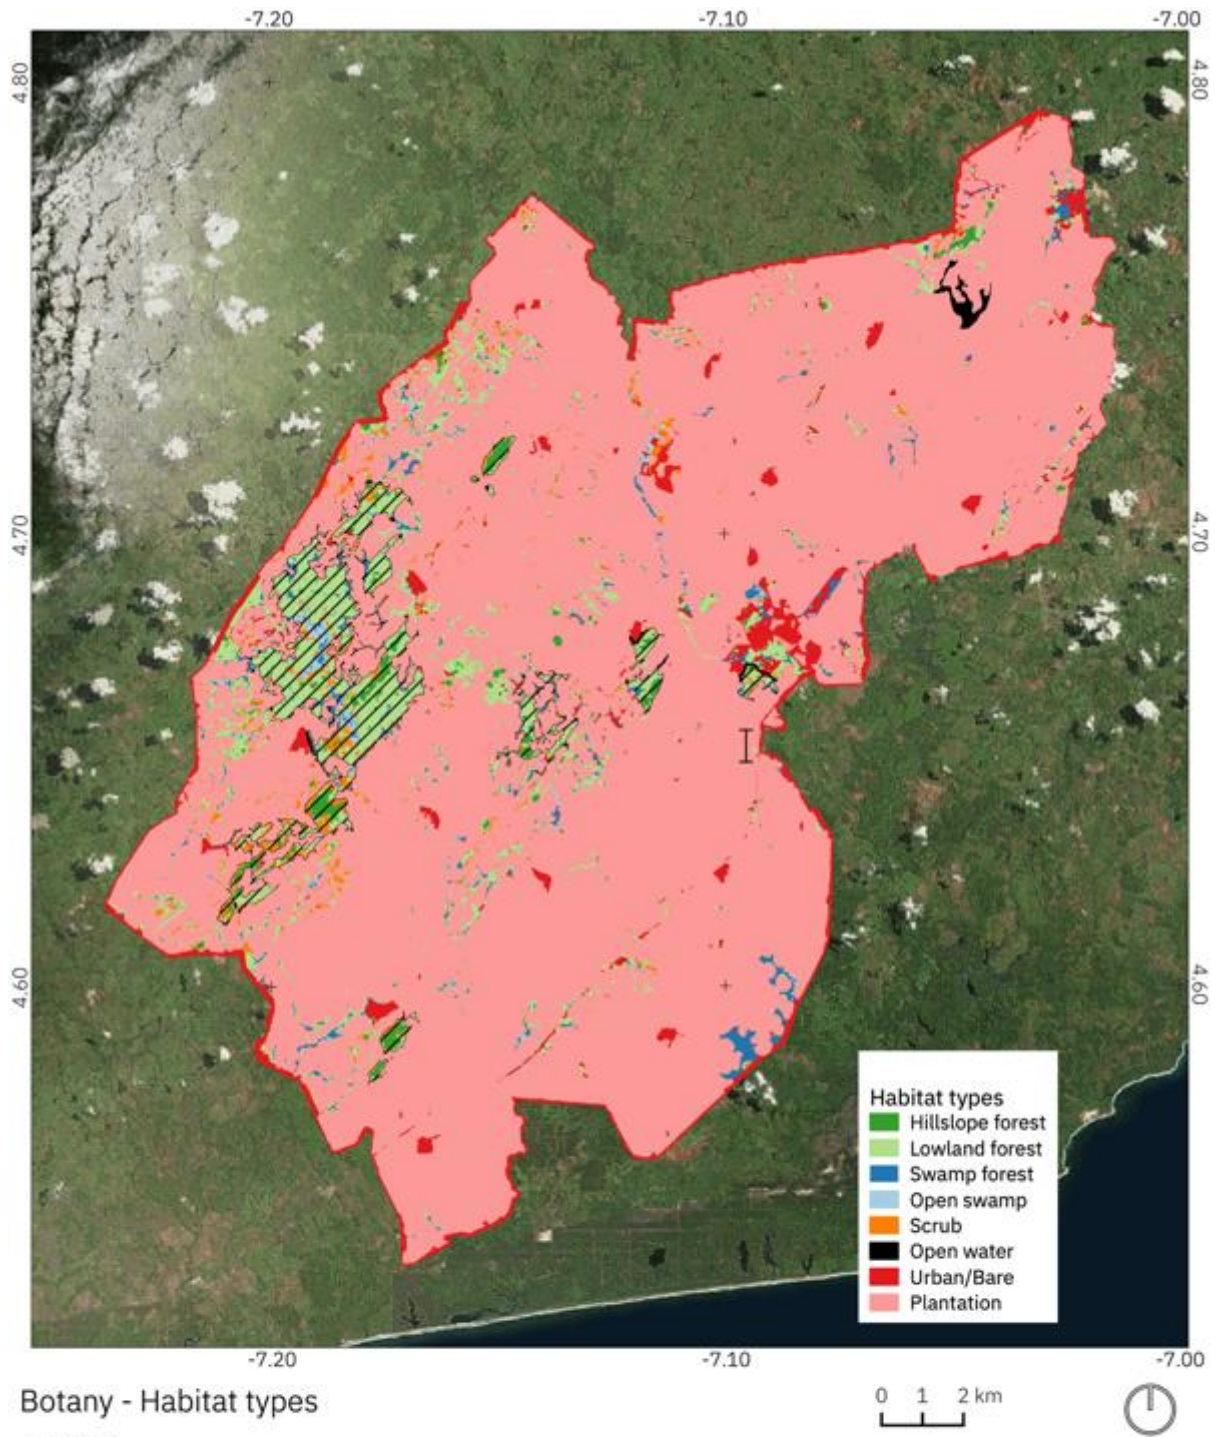 -7.20 -7.10 -7.00
4.80 4.80
4.70 4.70
4.60 4.60
Habitat types
Hillslope forest
Lowland forest
Swamp forest
Open swamp
Scrub
Open water
Urban/Bare
Plantation
-7.20 -7.10 -7.00
Botany - Habitat types
0 1 2 km